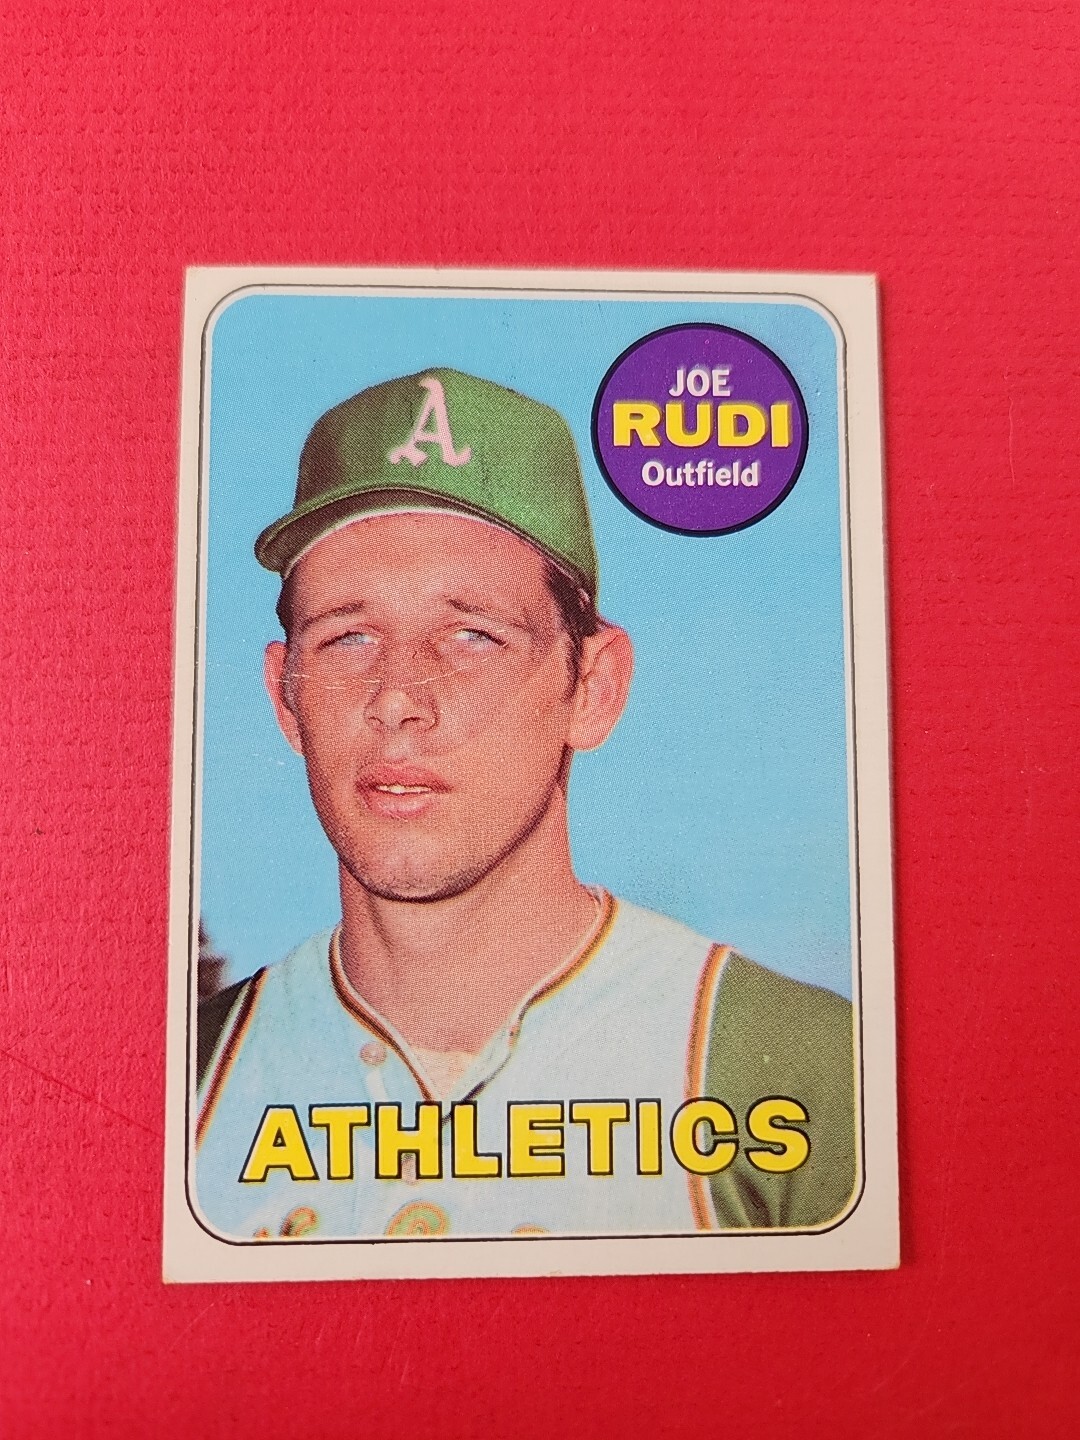 A
JOE
RUDI
Outfield
ATHLETICS